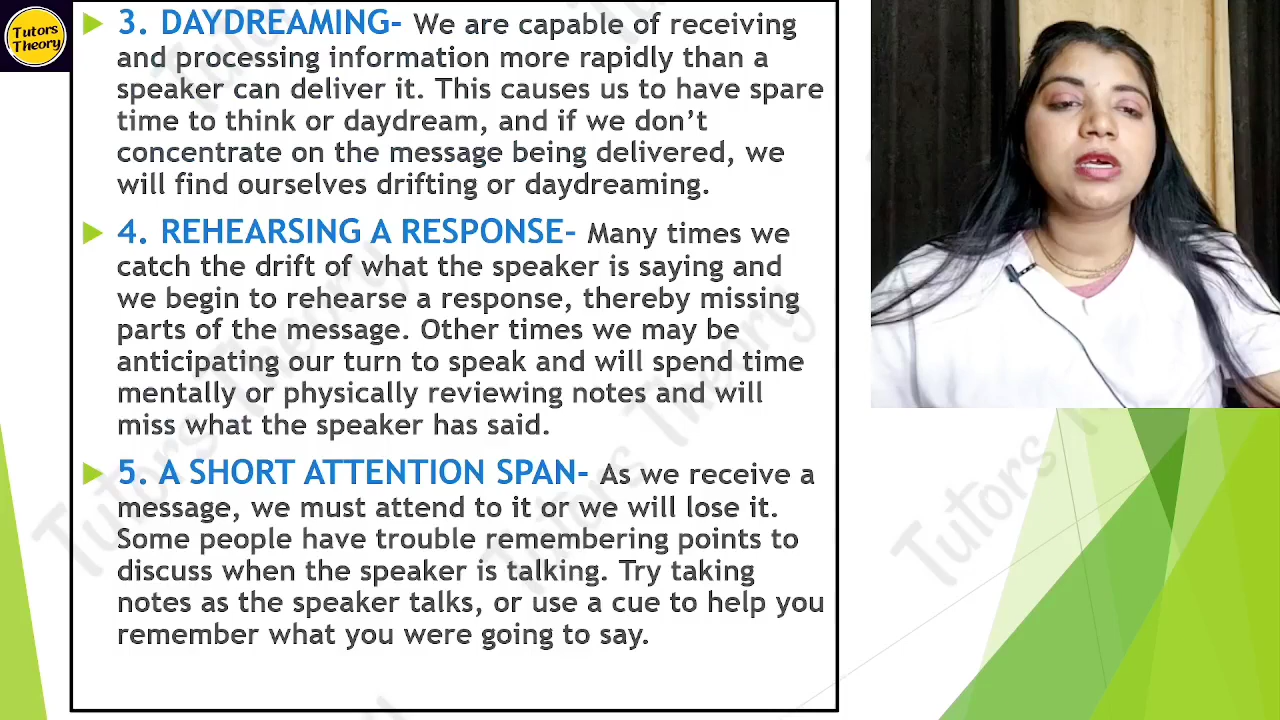 Tutors
Theory
3. DAYDREAMING- We are capable of receiving
and processing information more rapidly than a
speaker can deliver it. This causes us to have spare
time to think or daydream, and if we don’t
concentrate on the message being delivered, we
will find ourselves drifting or daydreaming.
4. REHEARSING A RESPONSE- Many times we
catch the drift of what the speaker is saying and
we begin to rehearse a response, thereby missing
parts of the message. Other times we may be
anticipating our turn to speak and will spend time
mentally or physically reviewing notes and will
miss what the speaker has said.
5. A SHORT ATTENTION SPAN- As we receive a
message, we must attend to it or we will lose it.
Some people have trouble remembering points to
discuss when the speaker is talking. Try taking
notes as the speaker talks, or use a cue to help you
remember what you were going to say.
Tutors Theory
Tutors Theory
Tutors